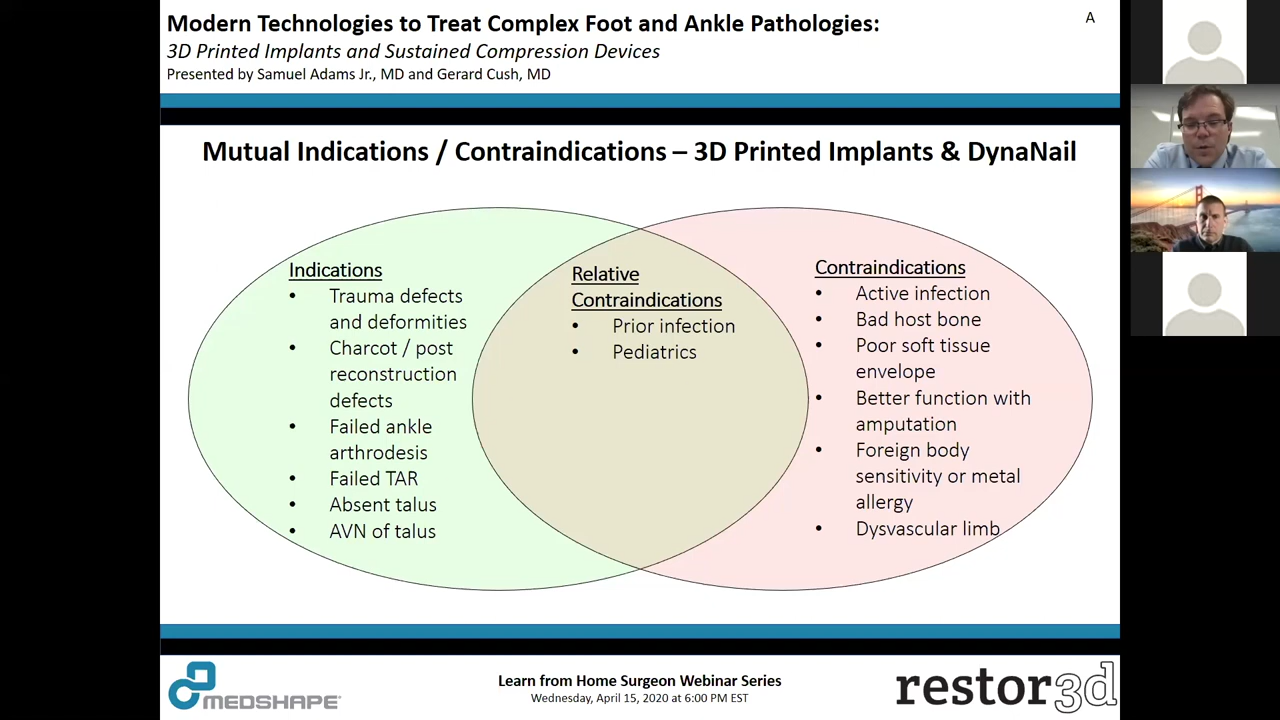 Modern Technologies to Treat Complex Foot and Ankle Pathologies:
3D Printed Implants and Sustained Compression Devices
Presented by Samuel Adams Jr., MD and Gerard Cush, MD
A
Mutual Indications / Contraindications – 3D Printed Implants & DynaNail
Indications
• Trauma defects
and deformities
• Charcot / post
reconstruction
defects
• Failed ankle
arthrodesis
• Failed TAR
• Absent talus
• AVN of talus
Relative
Contraindications
• Prior infection
• Pediatrics
Contraindications
• Active infection
• Bad host bone
• Poor soft tissue
envelope
• Better function with
amputation
• Foreign body
sensitivity or metal
allergy
• Dysvascular limb
MEDSHAPE
Learn from Home Surgeon Webinar Series
Wednesday, April 15, 2020 at 6:00 PM EST
restor3d